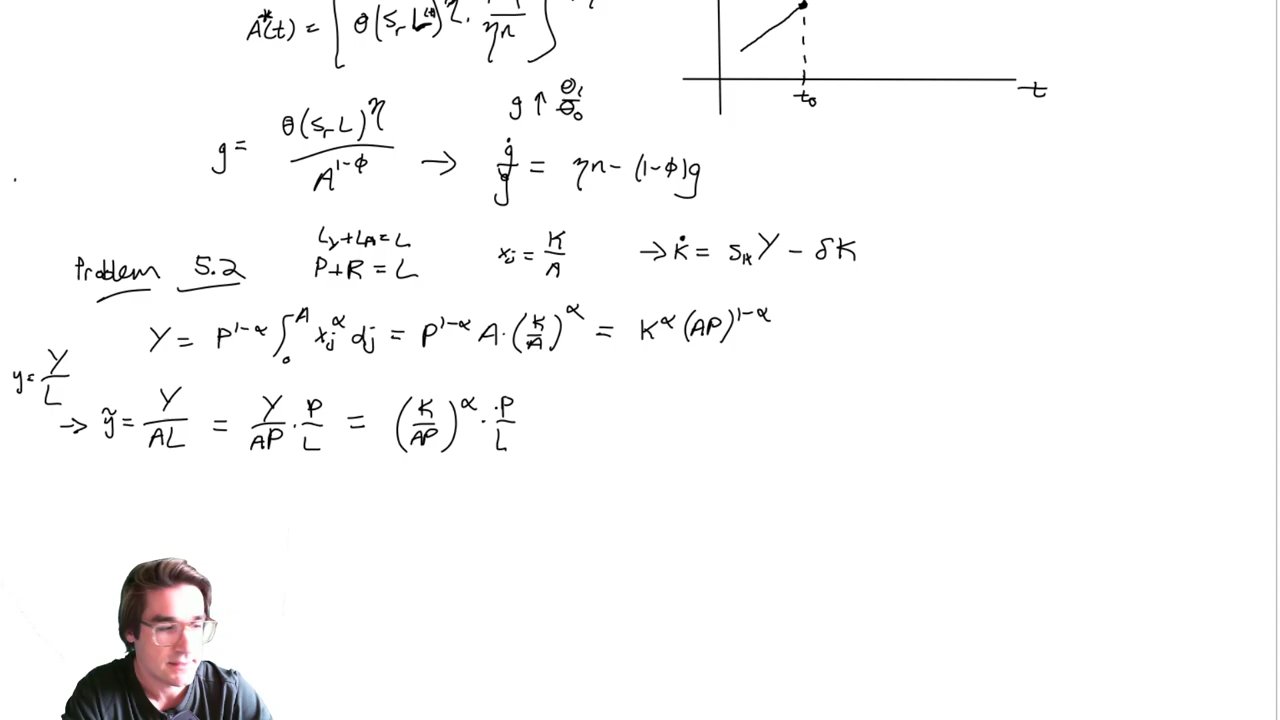 A*(t) = [ θ(S_r L(t))^η · — / ηn ]
t₀
t
g ↑ θ₁/θ₀
g = θ(S_r L)^η / A^(1-ϕ) → ġ/g = ηn - (1-ϕ)g
L_y + L_A = L
Problem 5.2
P + R = L
x_j = K/A
→ K̇ = S_K Y - δK
Y = P^(1-α) ∫₀^A x_j^α dj = P^(1-α) A · (K/A)^α = K^α (AP)^(1-α)
y = Y/L
→ ỹ = Y/AL = Y/AP · P/L = (K/AP)^α · P/L